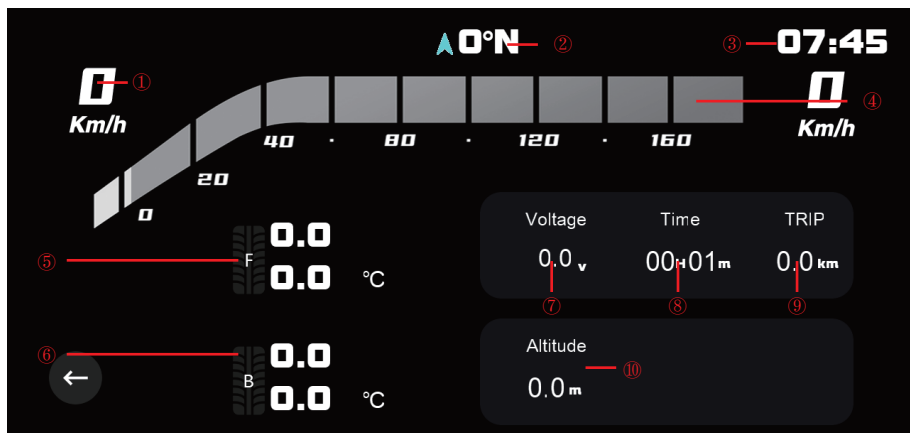 0°N ②
③ 07:45
0 ①
Km/h
0 ④
Km/h
0
20
40 · 80 · 120 · 160
⑤ F 0.0
0.0 °C
⑥ B 0.0
0.0 °C
←
Voltage Time TRIP
0.0 v 00H01m 0.0 km
⑦ ⑧ ⑨
Altitude
⑩
0.0 m